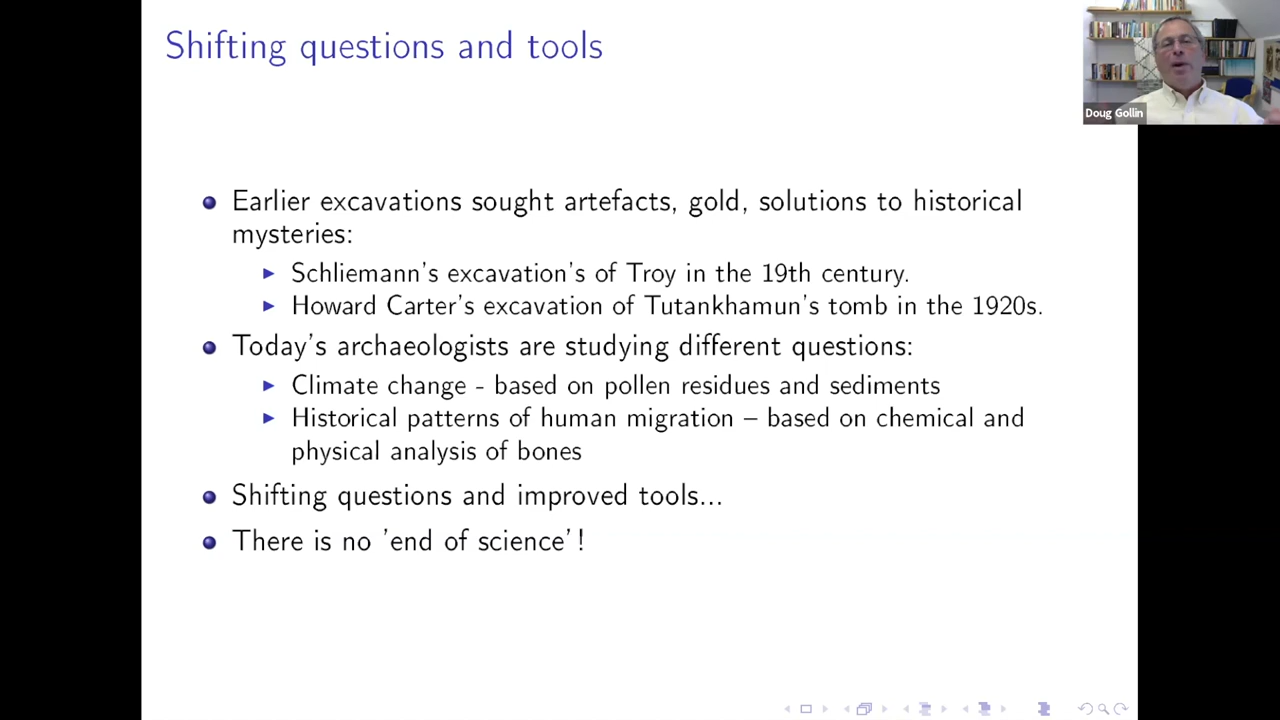 Shifting questions and tools
Doug Gollin
Earlier excavations sought artefacts, gold, solutions to historical
mysteries:
Schliemann's excavation's of Troy in the 19th century.
Howard Carter's excavation of Tutankhamun's tomb in the 1920s.
Today's archaeologists are studying different questions:
Climate change - based on pollen residues and sediments
Historical patterns of human migration – based on chemical and
physical analysis of bones
Shifting questions and improved tools...
There is no 'end of science'!